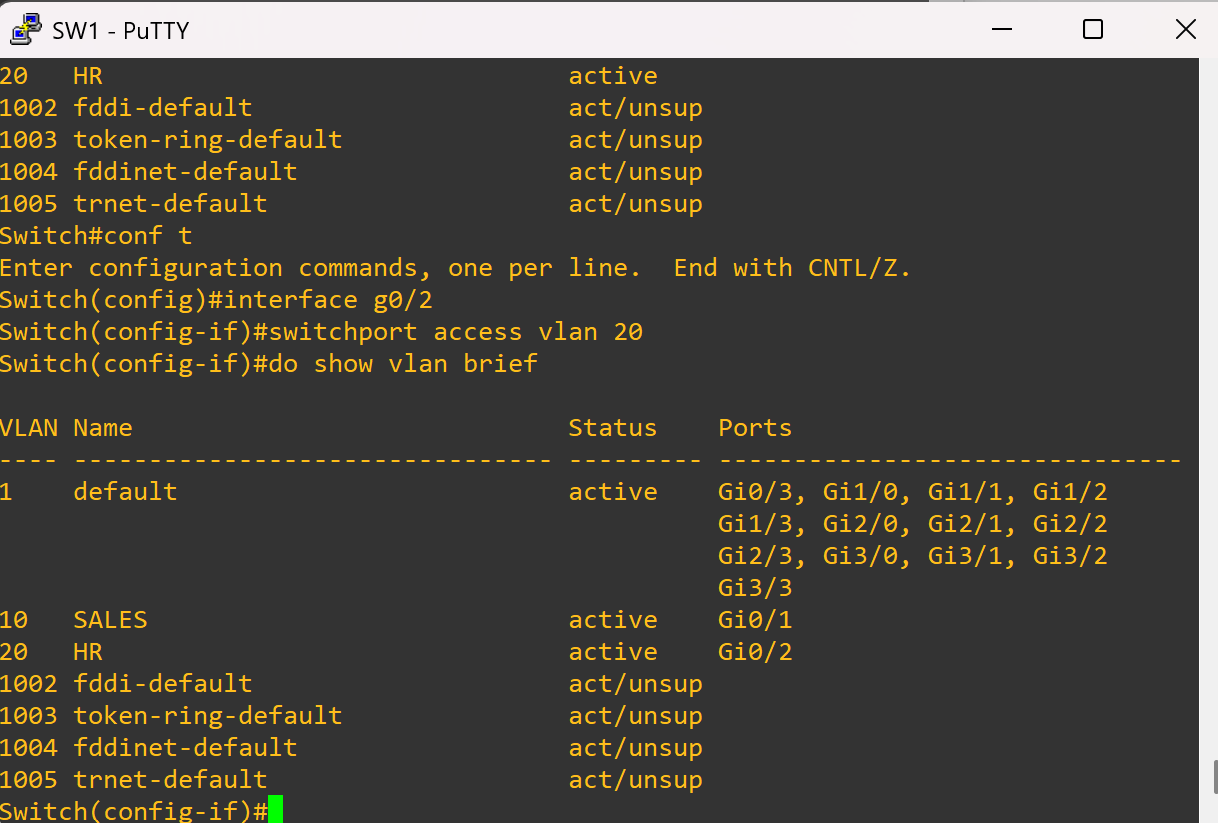 SW1 - PuTTY
20   HR                               active
1002 fddi-default                     act/unsup
1003 token-ring-default               act/unsup
1004 fddinet-default                  act/unsup
1005 trnet-default                    act/unsup
Switch#conf t
Enter configuration commands, one per line.  End with CNTL/Z.
Switch(config)#interface g0/2
Switch(config-if)#switchport access vlan 20
Switch(config-if)#do show vlan brief

VLAN Name                             Status    Ports
---- -------------------------------- --------- -------------------------------
1    default                          active    Gi0/3, Gi1/0, Gi1/1, Gi1/2
                                                Gi1/3, Gi2/0, Gi2/1, Gi2/2
                                                Gi2/3, Gi3/0, Gi3/1, Gi3/2
                                                Gi3/3
10   SALES                            active    Gi0/1
20   HR                               active    Gi0/2
1002 fddi-default                     act/unsup
1003 token-ring-default               act/unsup
1004 fddinet-default                  act/unsup
1005 trnet-default                    act/unsup
Switch(config-if)#